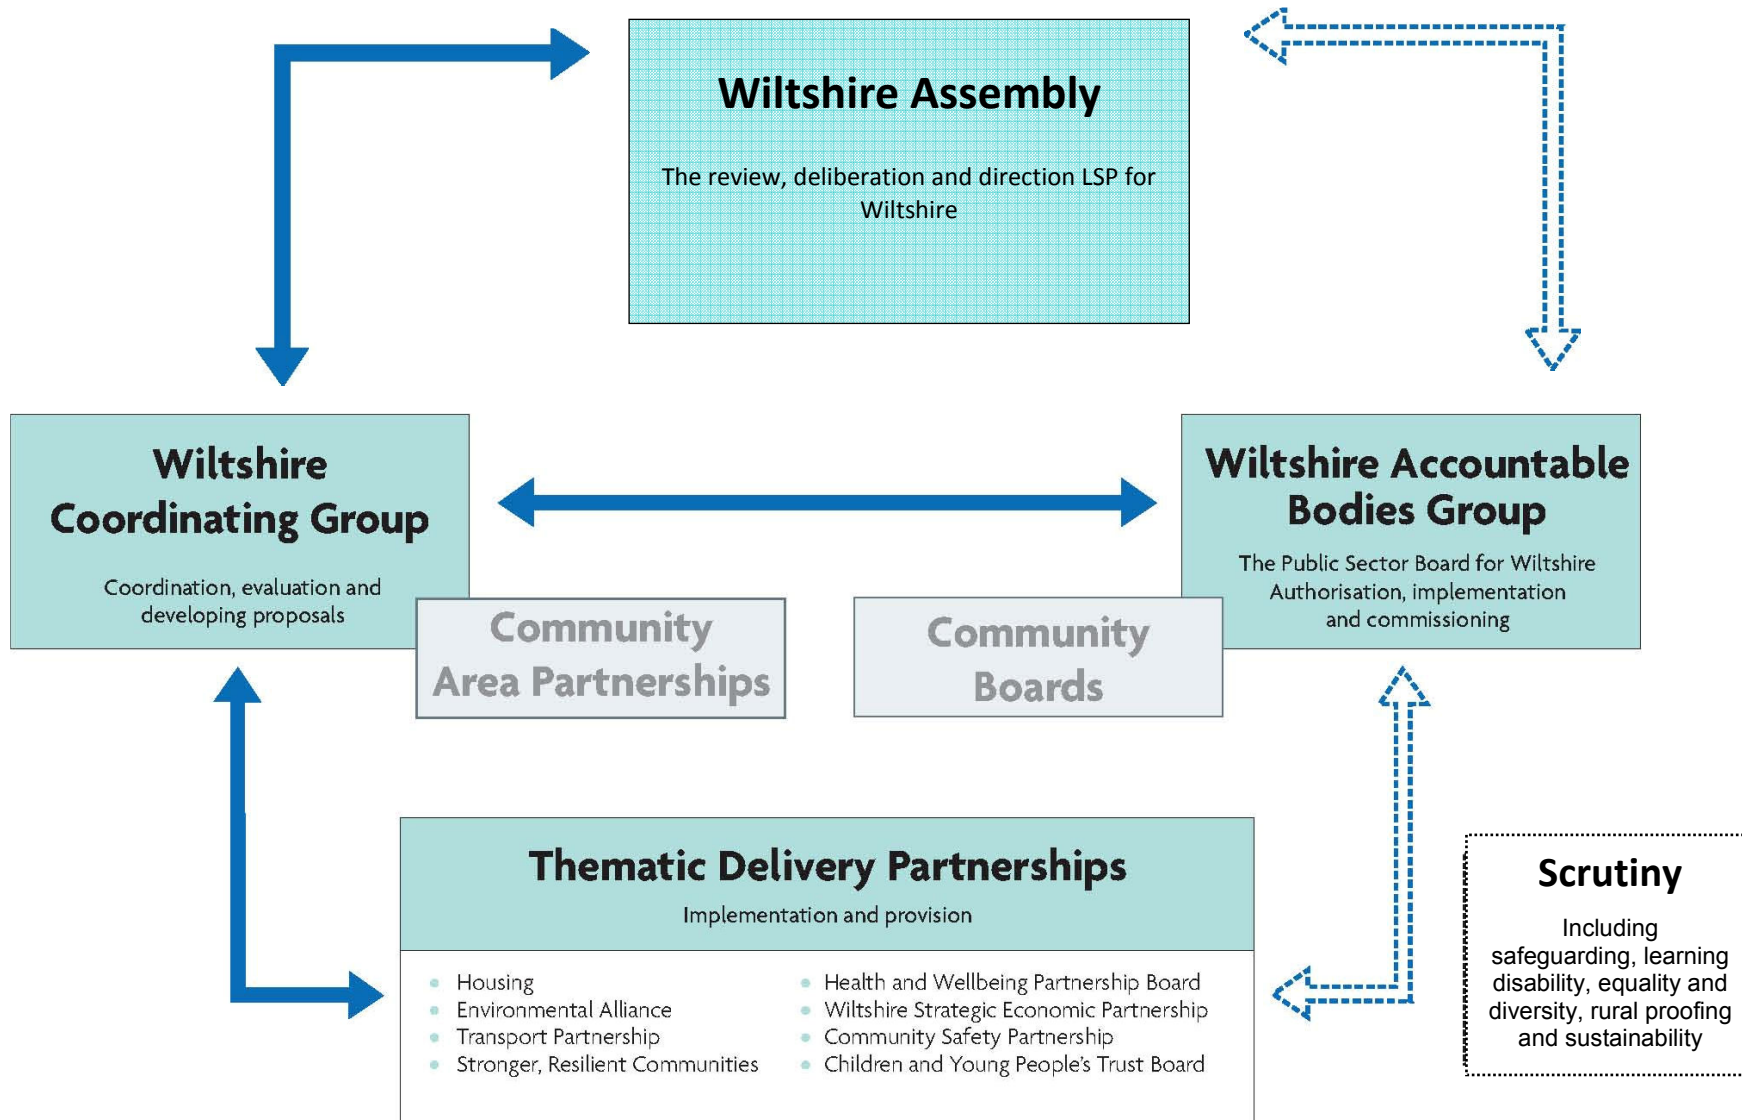 Wiltshire Assembly
The review, deliberation and direction LSP for
Wiltshire
Wiltshire
Coordinating Group
Coordination, evaluation and
developing proposals
Wiltshire Accountable
Bodies Group
The Public Sector Board for Wiltshire
Authorisation, implementation
and commissioning
Community
Area Partnerships
Community
Boards
Thematic Delivery Partnerships
Implementation and provision
• Housing
• Environmental Alliance
• Transport Partnership
• Stronger, Resilient Communities
• Health and Wellbeing Partnership Board
• Wiltshire Strategic Economic Partnership
• Community Safety Partnership
• Children and Young People's Trust Board
Scrutiny
Including
safeguarding, learning
disability, equality and
diversity, rural proofing
and sustainability